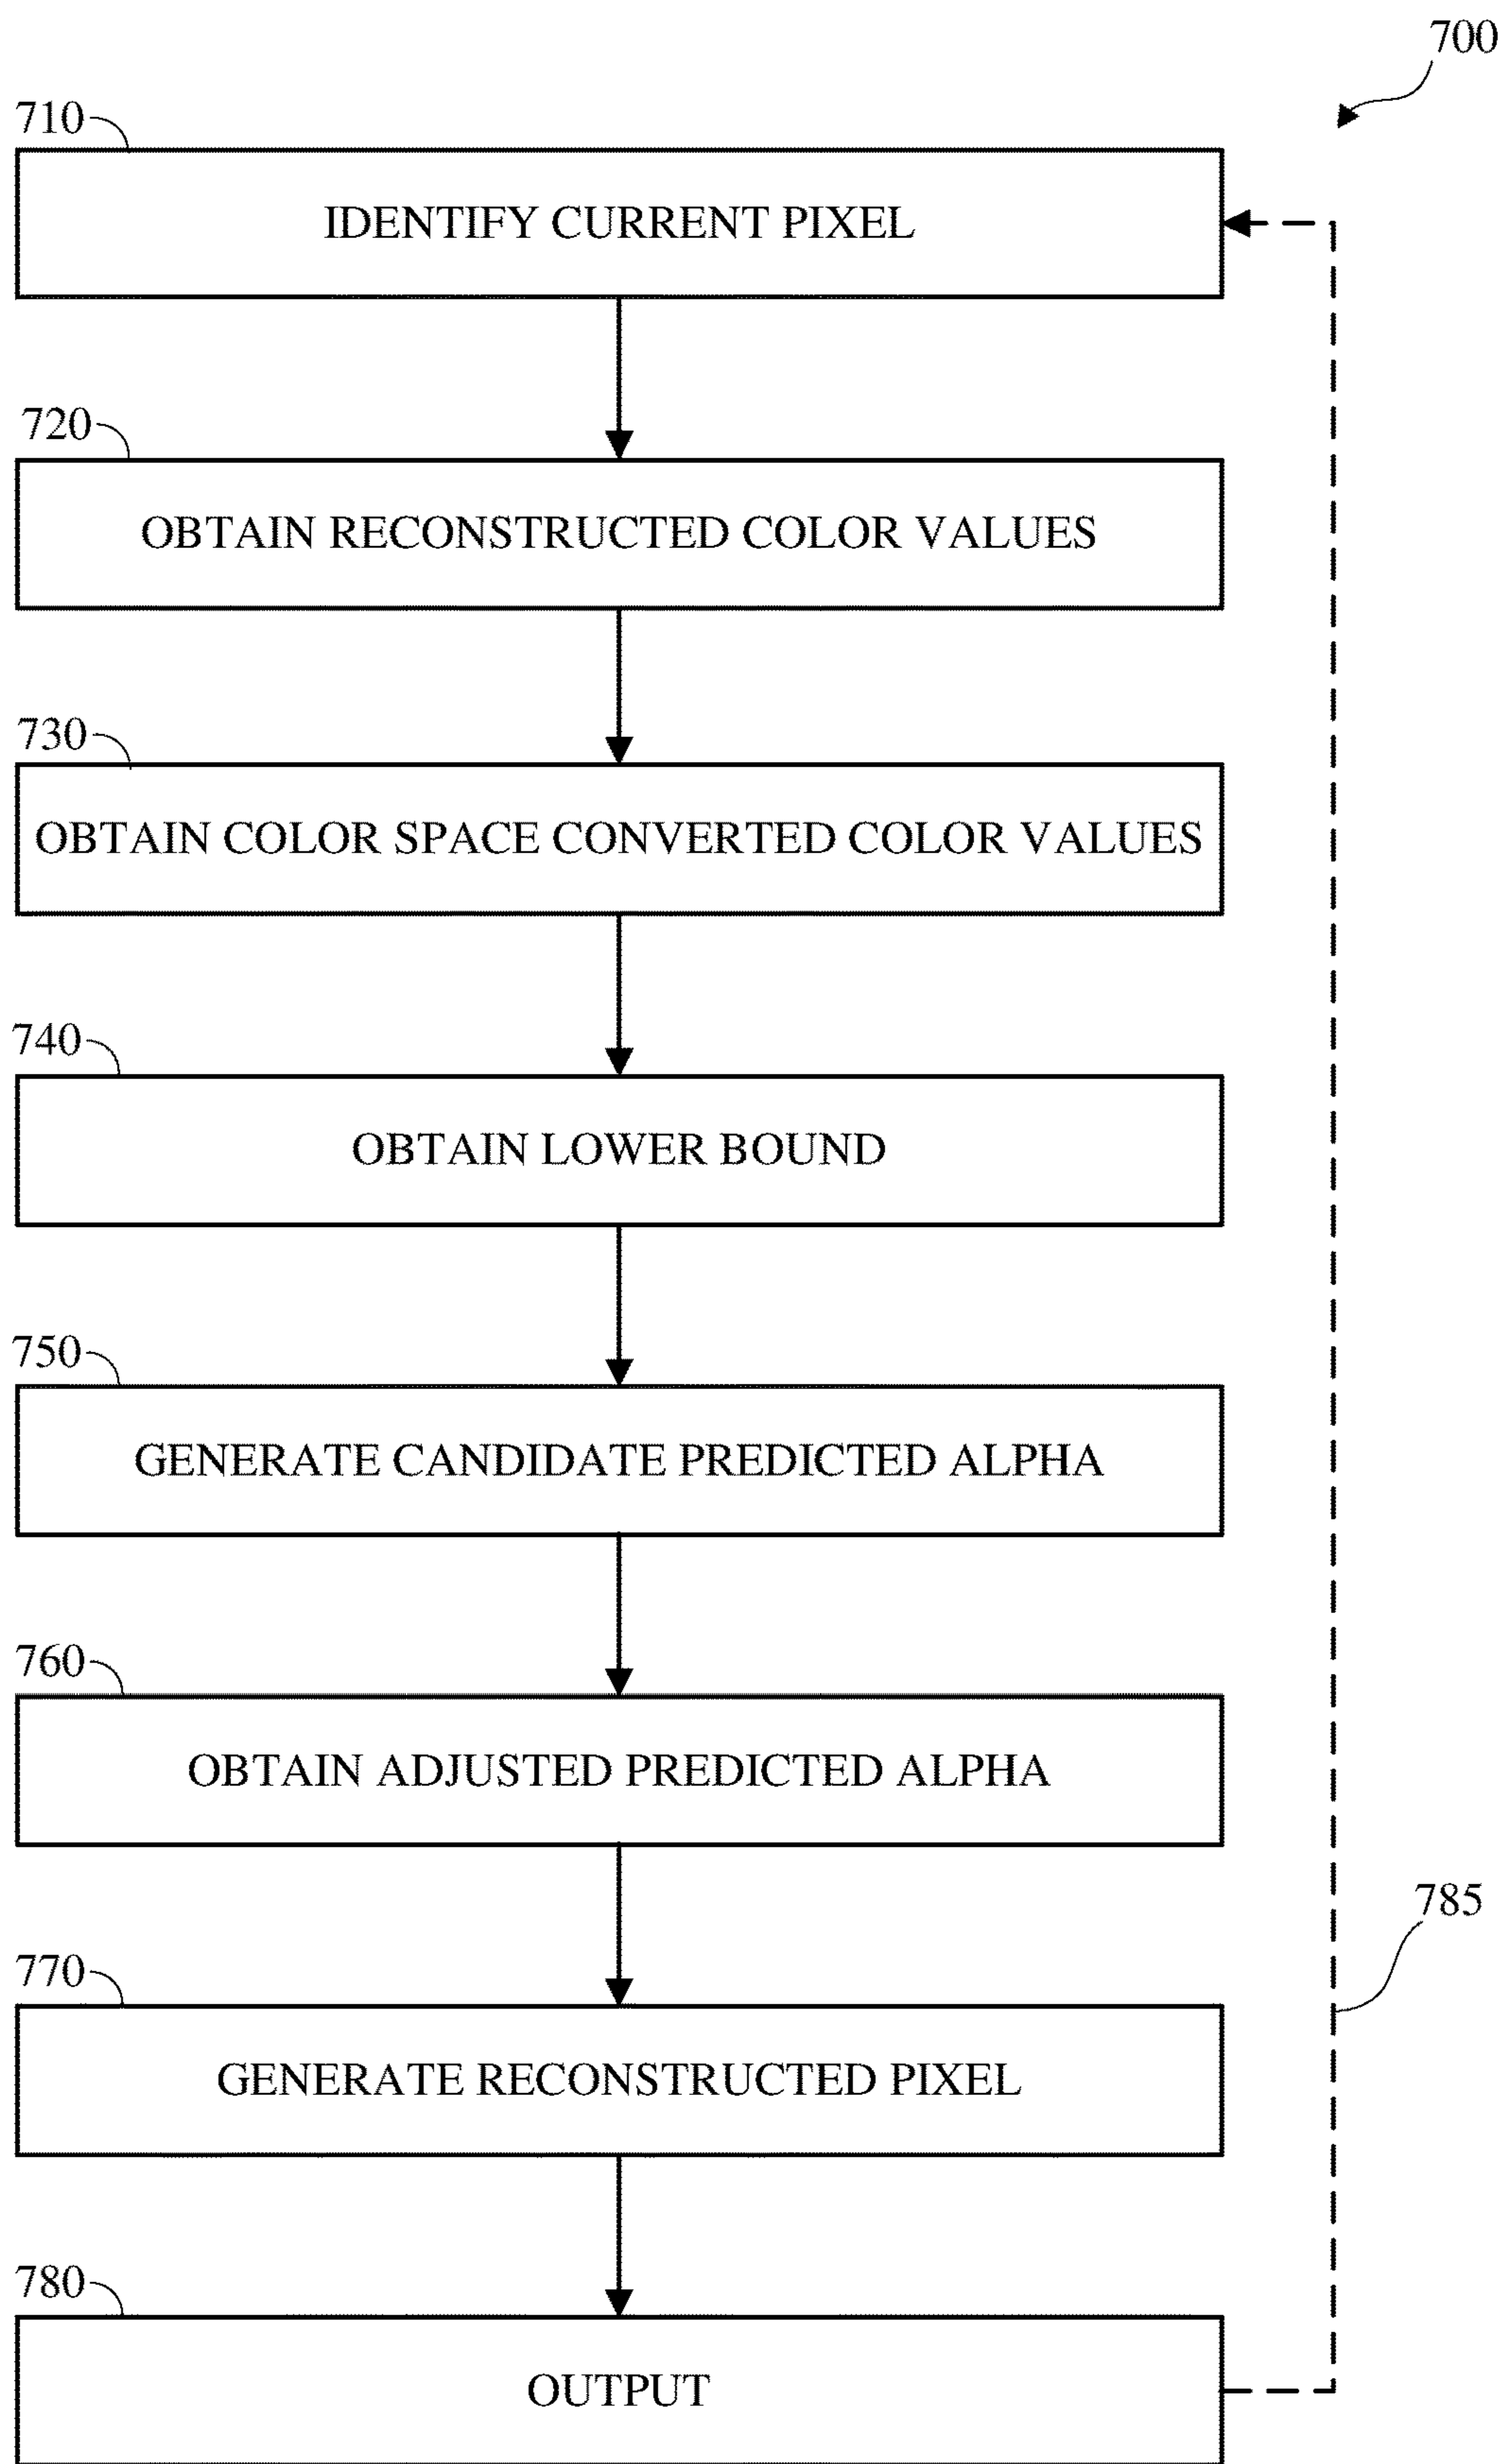 700
710
IDENTIFY CURRENT PIXEL
720
OBTAIN RECONSTRUCTED COLOR VALUES
730
OBTAIN COLOR SPACE CONVERTED COLOR VALUES
740
OBTAIN LOWER BOUND
750
GENERATE CANDIDATE PREDICTED ALPHA
760
OBTAIN ADJUSTED PREDICTED ALPHA
785
770
GENERATE RECONSTRUCTED PIXEL
780
OUTPUT